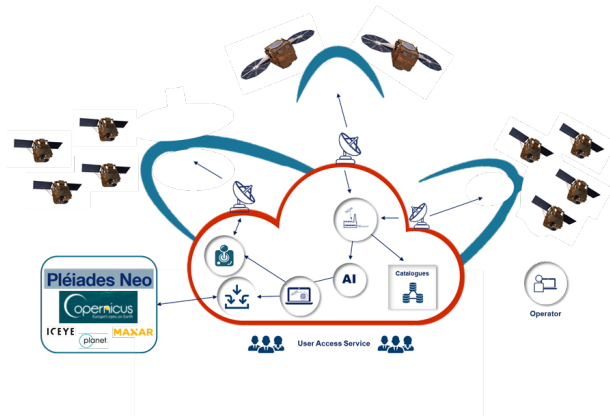 Pléiades Neo
Copernicus
Europe's eyes on Earth
ICEYE
planet.
MAXAR
AI
Catalogues
Operator
User Access Service